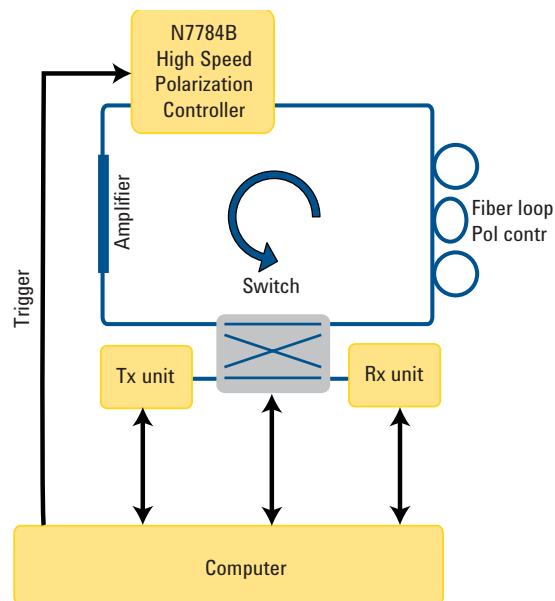 N7784B
High Speed
Polarization
Controller
Amplifier
Fiber loop
Pol contr
Switch
Trigger
Tx unit
Rx unit
Computer